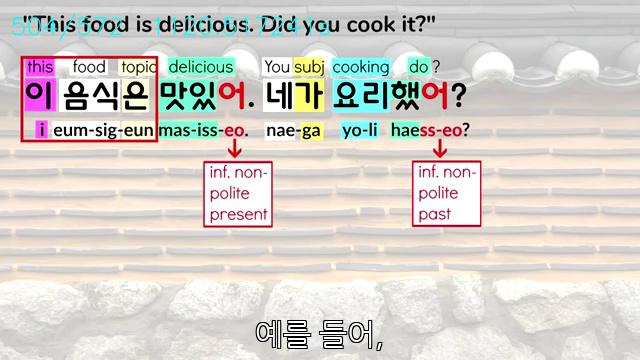 "This food is delicious. Did you cook it?"
this food topic delicious You subj cooking do ?
이 음식은 맛있어. 네가 요리했어?
i eum-sig-eun mas-iss-eo. nae-ga yo-li haess-eo?
inf. non-
polite
present
inf. non-
polite
past
예를 들어,